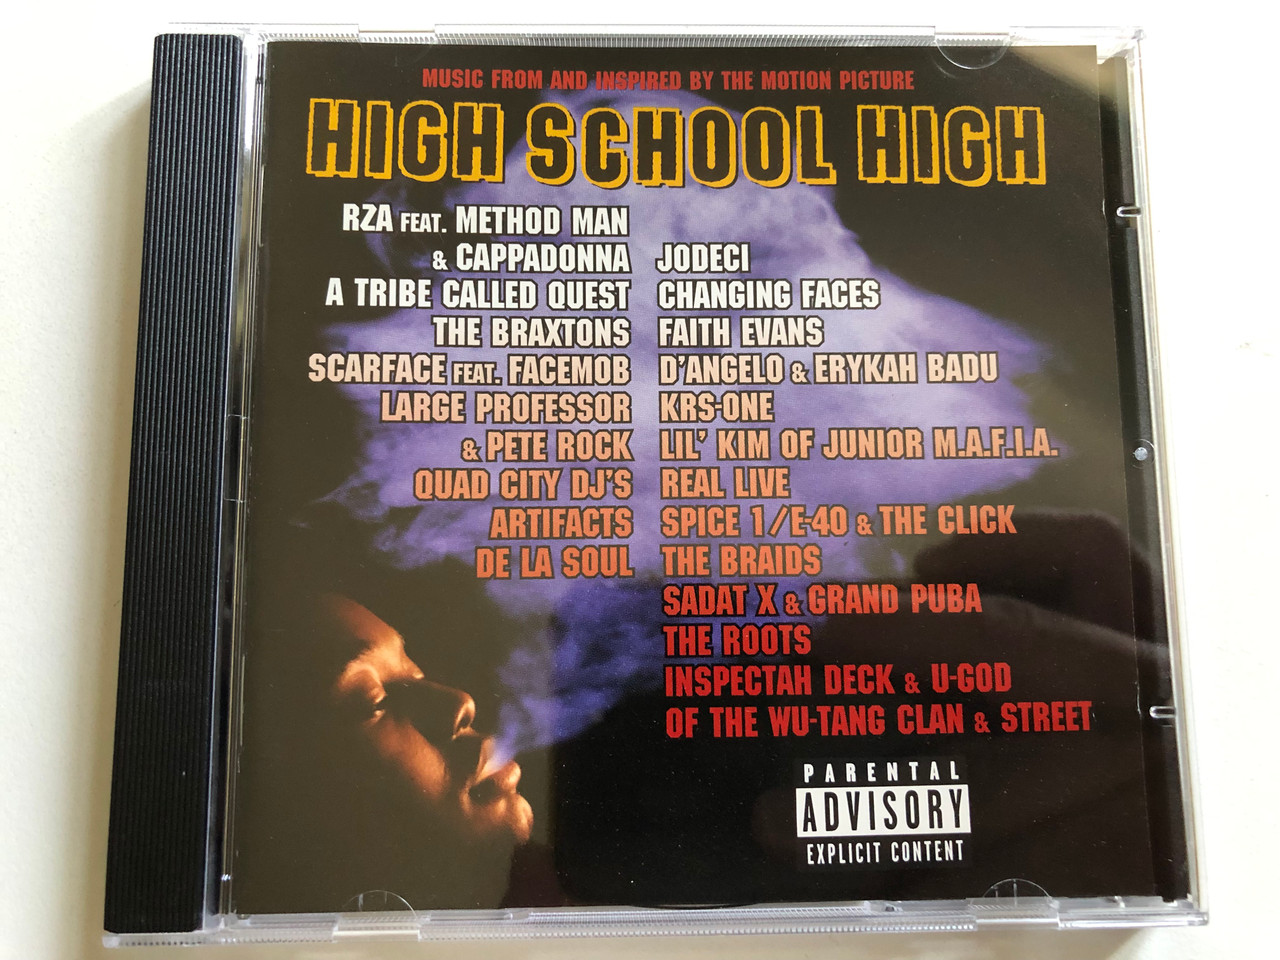 MUSIC FROM AND INSPIRED BY THE MOTION PICTURE
HIGH SCHOOL HIGH
RZA FEAT. METHOD MAN
& CAPPADONNA
A TRIBE CALLED QUEST
THE BRAXTONS
SCARFACE FEAT. FACEMOB
LARGE PROFESSOR
& PETE ROCK
QUAD CITY DJ'S
ARTIFACTS
DE LA SOUL
JODECI
CHANGING FACES
FAITH EVANS
D'ANGELO & ERYKAH BADU
KRS-ONE
LIL' KIM OF JUNIOR M.A.F.I.A.
REAL LIVE
SPICE 1/E-40 & THE CLICK
THE BRAIDS
SADAT X & GRAND PUBA
THE ROOTS
INSPECTAH DECK & U-GOD
OF THE WU-TANG CLAN & STREET
PARENTAL
ADVISORY
EXPLICIT CONTENT